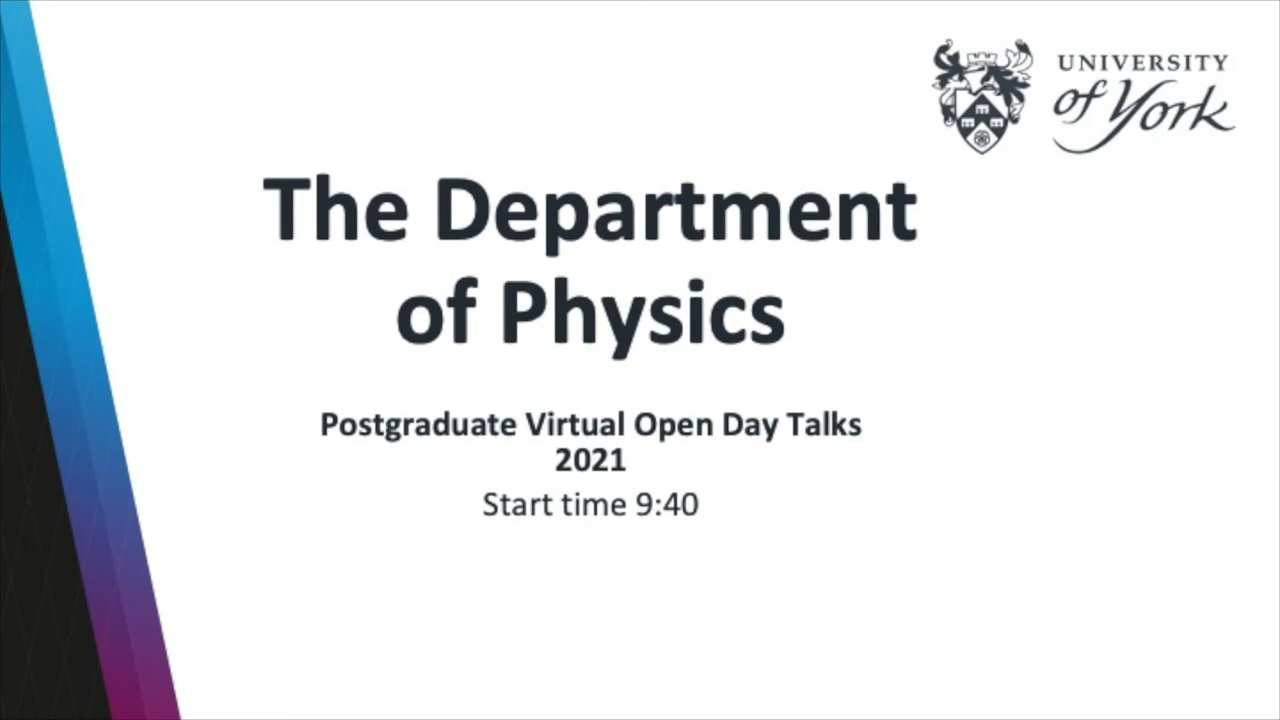 UNIVERSITY
of York
The Department
of Physics
Postgraduate Virtual Open Day Talks
2021
Start time 9:40